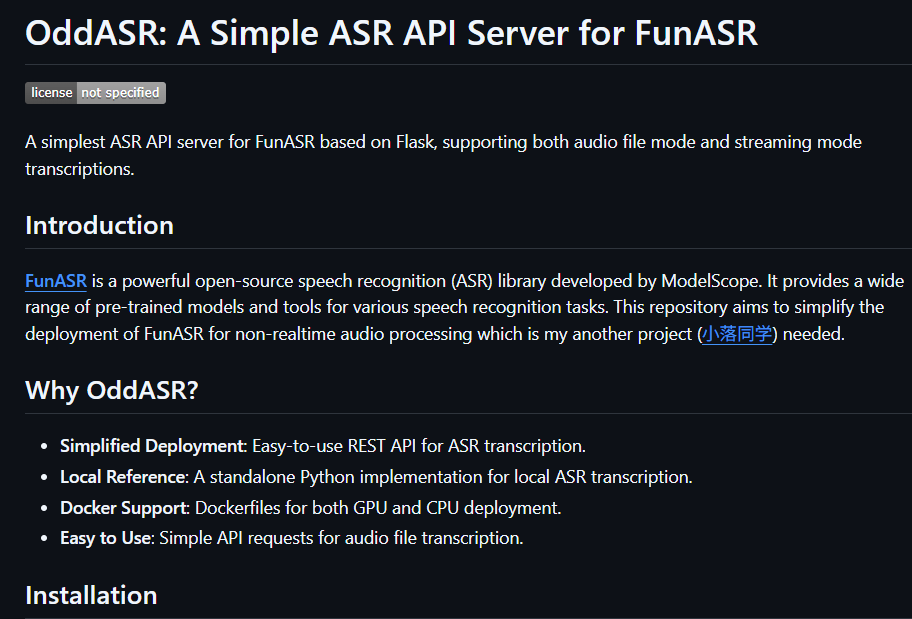 OddASR: A Simple ASR API Server for FunASR
license not specified
A simplest ASR API server for FunASR based on Flask, supporting both audio file mode and streaming mode
transcriptions.
Introduction
FunASR is a powerful open-source speech recognition (ASR) library developed by ModelScope. It provides a wide
range of pre-trained models and tools for various speech recognition tasks. This repository aims to simplify the
deployment of FunASR for non-realtime audio processing which is my another project (小落同学) needed.
Why OddASR?
• Simplified Deployment: Easy-to-use REST API for ASR transcription.
• Local Reference: A standalone Python implementation for local ASR transcription.
• Docker Support: Dockerfiles for both GPU and CPU deployment.
• Easy to Use: Simple API requests for audio file transcription.
Installation